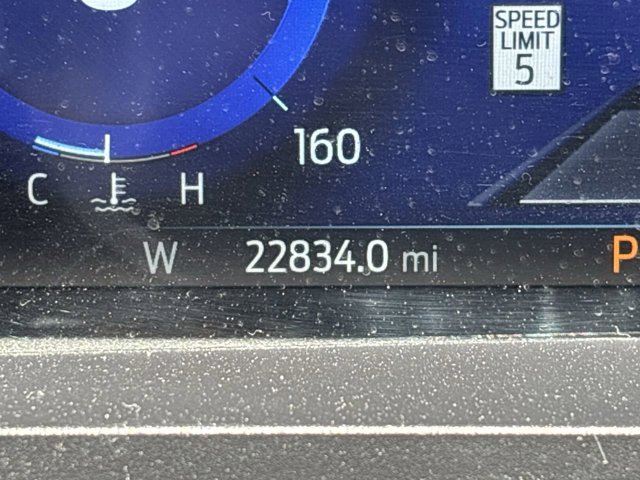 SPEED
LIMIT
5
160
C H
W 22834.0 mi P